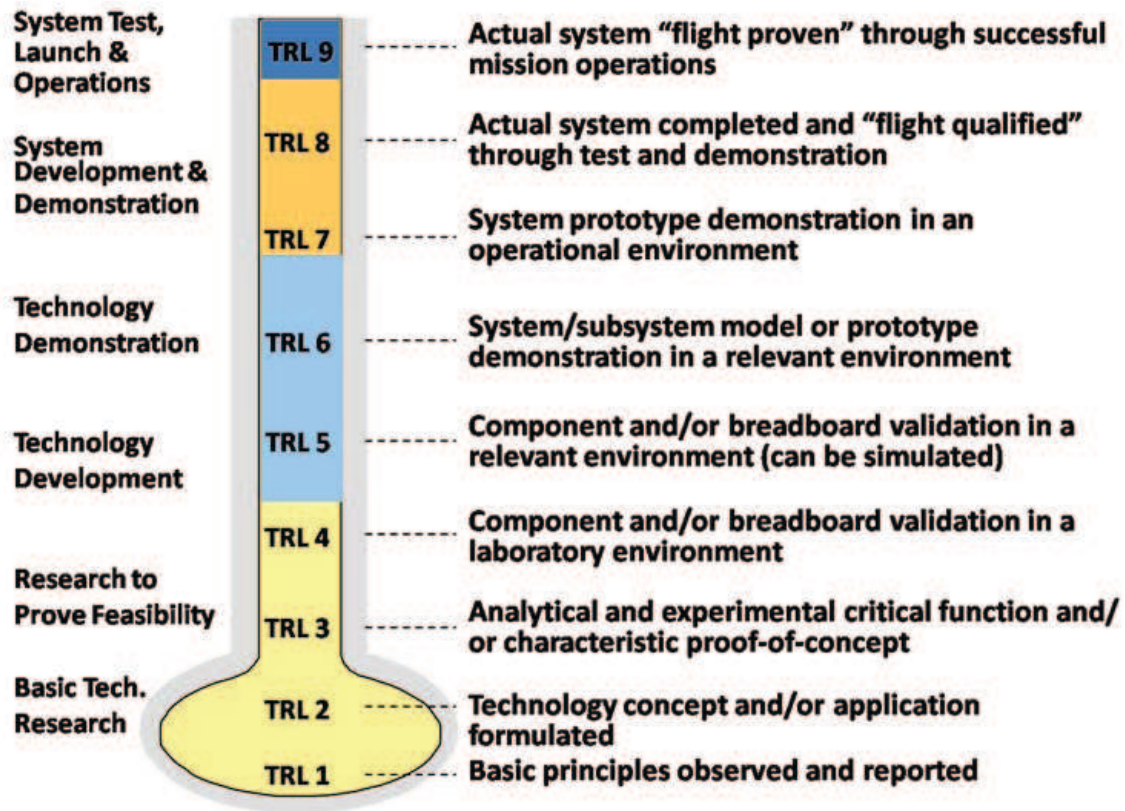 System Test,
Launch &
Operations
TRL 9
Actual system “flight proven” through successful
mission operations
System
Development &
Demonstration
TRL 8
Actual system completed and “flight qualified”
through test and demonstration
TRL 7
System prototype demonstration in an
operational environment
Technology
Demonstration
TRL 6
System/subsystem model or prototype
demonstration in a relevant environment
Technology
Development
TRL 5
Component and/or breadboard validation in a
relevant environment (can be simulated)
TRL 4
Component and/or breadboard validation in a
laboratory environment
Research to
Prove Feasibility
TRL 3
Analytical and experimental critical function and/
or characteristic proof-of-concept
Basic Tech.
Research
TRL 2
Technology concept and/or application
formulated
TRL 1
Basic principles observed and reported